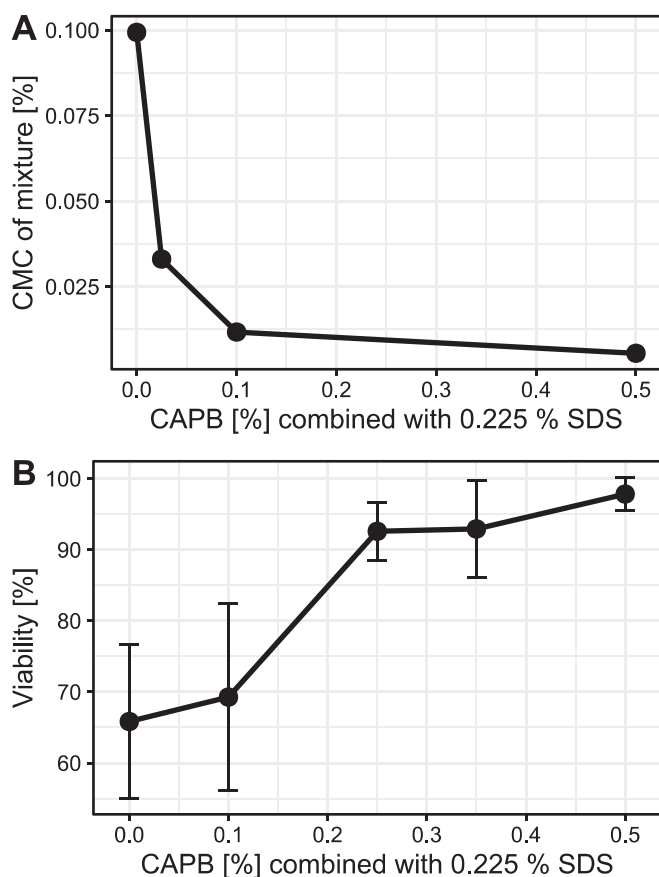 A
CMC of mixture [%]
0.100
0.075
0.050
0.025
0.0 0.1 0.2 0.3 0.4 0.5
CAPB [%] combined with 0.225 % SDS
B
Viability [%]
100
90
80
70
60
0.0 0.1 0.2 0.3 0.4 0.5
CAPB [%] combined with 0.225 % SDS